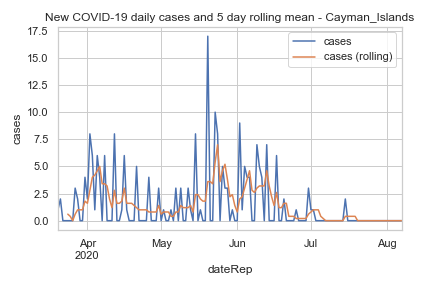 New COVID-19 daily cases and 5 day rolling mean - Cayman_Islands
17.5
15.0
12.5
10.0
7.5
5.0
2.5
0.0
cases
cases
cases (rolling)
Apr
2020
May
Jun
Jul
Aug
dateRep